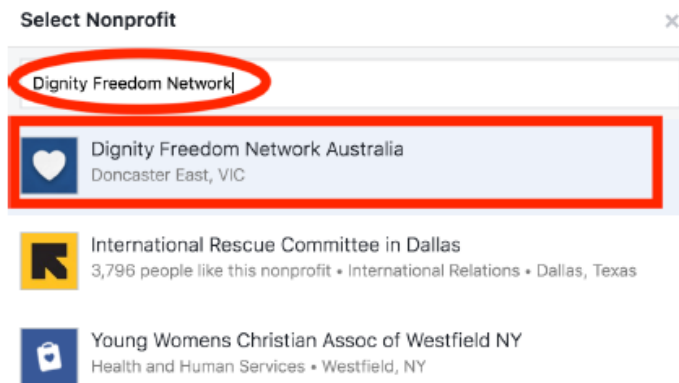 Select Nonprofit
Dignity Freedom Network
Dignity Freedom Network Australia
Doncaster East, VIC
International Rescue Committee in Dallas
3,796 people like this nonprofit • International Relations • Dallas, Texas
Young Womens Christian Assoc of Westfield NY
Health and Human Services • Westfield, NY